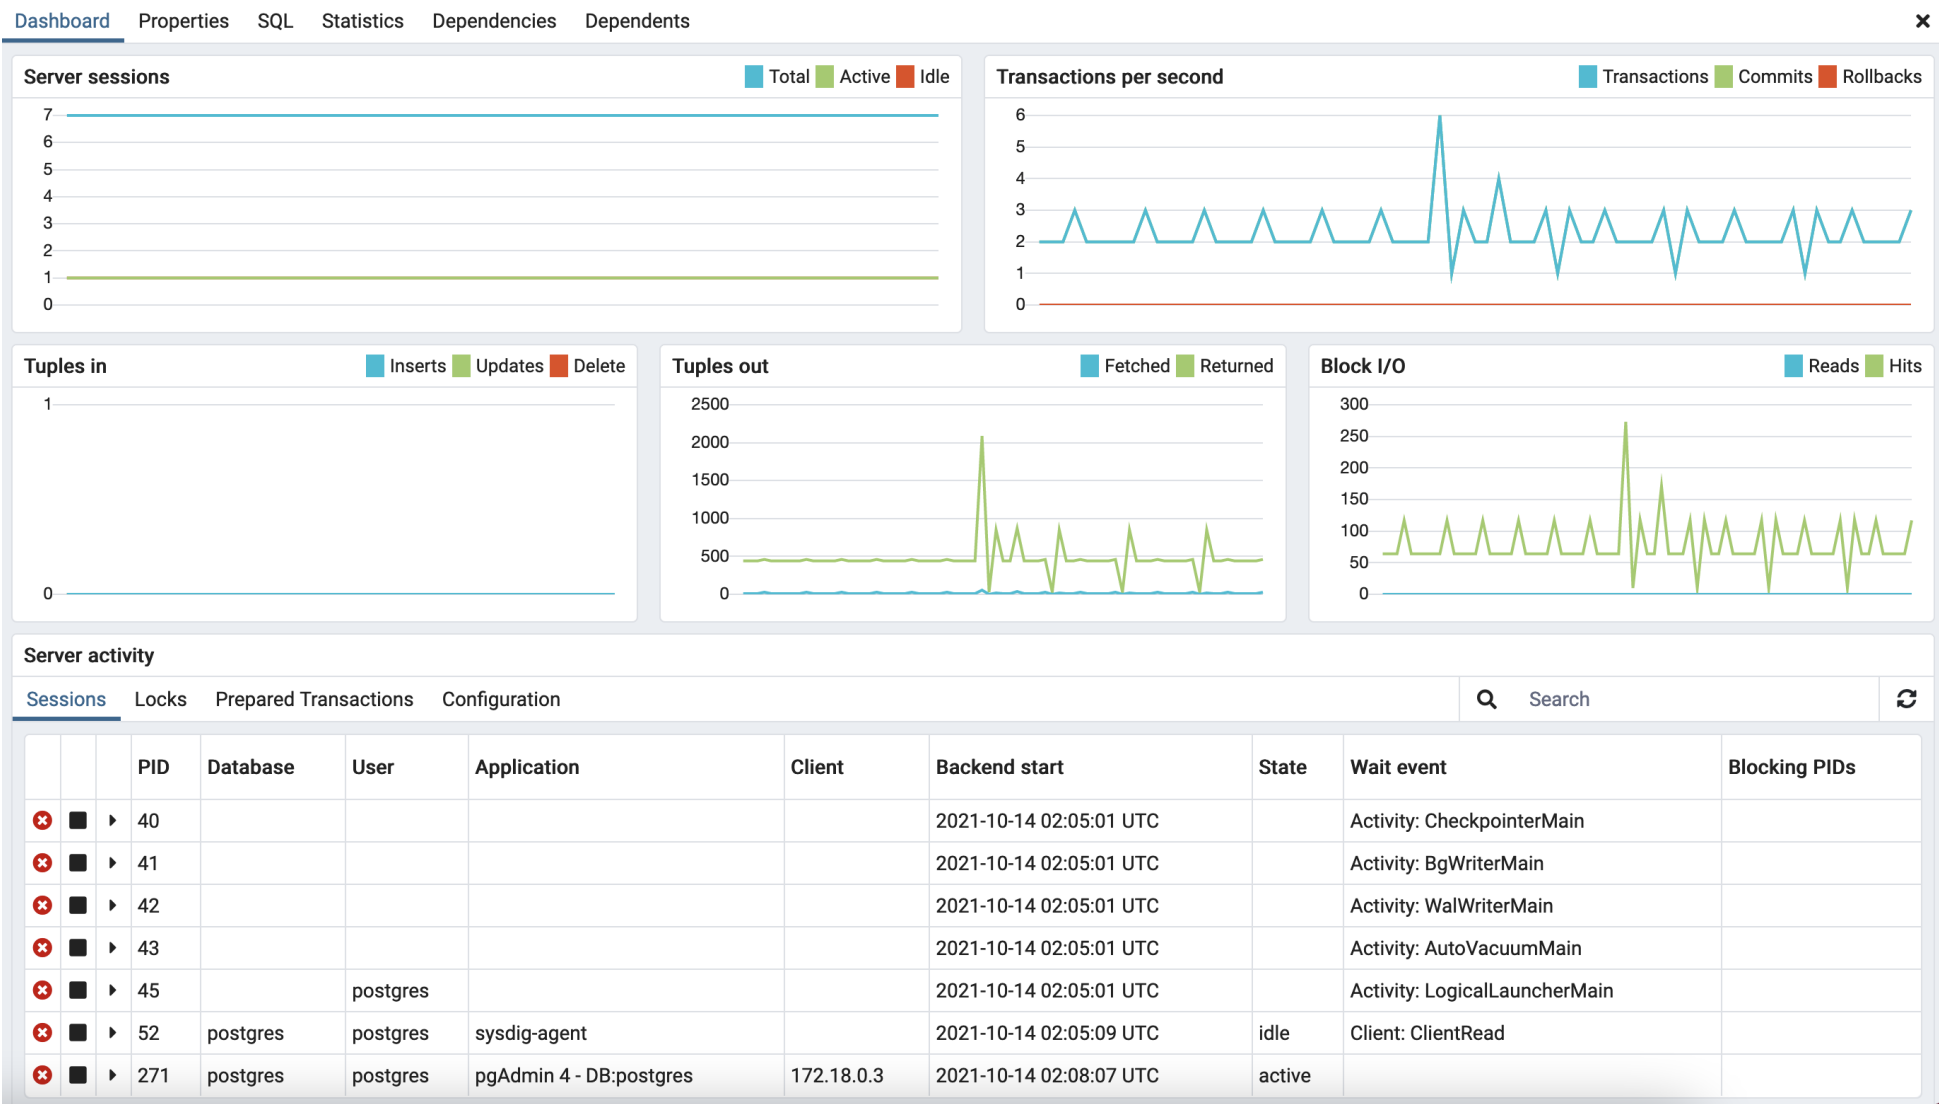 Dashboard Properties SQL Statistics Dependencies Dependents
Server sessions Total Active Idle
7
6
5
4
3
2
1
0
Transactions per second Transactions Commits Rollbacks
6
5
4
3
2
1
0
Tuples in Inserts Updates Delete
1
0
Tuples out Fetched Returned
2500
2000
1500
1000
500
0
Block I/O Reads Hits
300
250
200
150
100
50
0
Server activity
Sessions Locks Prepared Transactions Configuration Search
PID Database User Application Client Backend start State Wait event Blocking PIDs
40 2021-10-14 02:05:01 UTC Activity: CheckpointerMain
41 2021-10-14 02:05:01 UTC Activity: BgWriterMain
42 2021-10-14 02:05:01 UTC Activity: WalWriterMain
43 2021-10-14 02:05:01 UTC Activity: AutoVacuumMain
45 postgres 2021-10-14 02:05:01 UTC Activity: LogicalLauncherMain
52 postgres postgres sysdig-agent 2021-10-14 02:05:09 UTC idle Client: ClientRead
271 postgres postgres pgAdmin 4 - DB:postgres 172.18.0.3 2021-10-14 02:08:07 UTC active